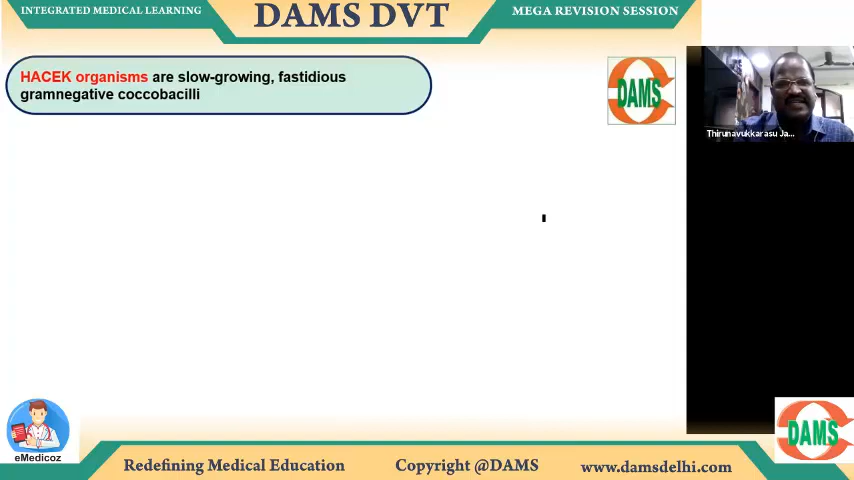 INTEGRATED MEDICAL LEARNING
DAMS DVT
MEGA REVISION SESSION
HACEK organisms are slow-growing, fastidious
gramnegative coccobacilli
DAMS
Thirunavukkarasu Ja...
eMedicoz
Redefining Medical Education
Copyright @DAMS
www.damsdelhi.com
DAMS